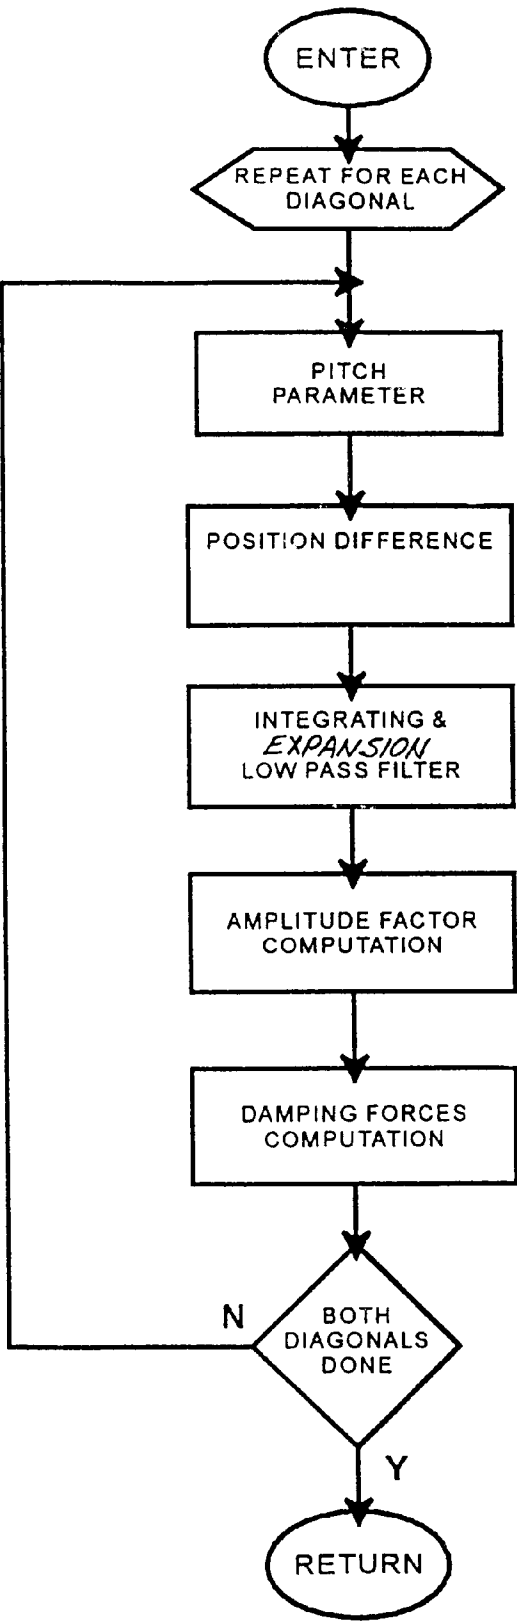 ENTER
REPEAT FOR EACH
DIAGONAL
PITCH
PARAMETER
POSITION DIFFERENCE
INTEGRATING &
EXPANSION
LOW PASS FILTER
AMPLITUDE FACTOR
COMPUTATION
DAMPING FORCES
COMPUTATION
N
BOTH
DIAGONALS
DONE
Y
RETURN